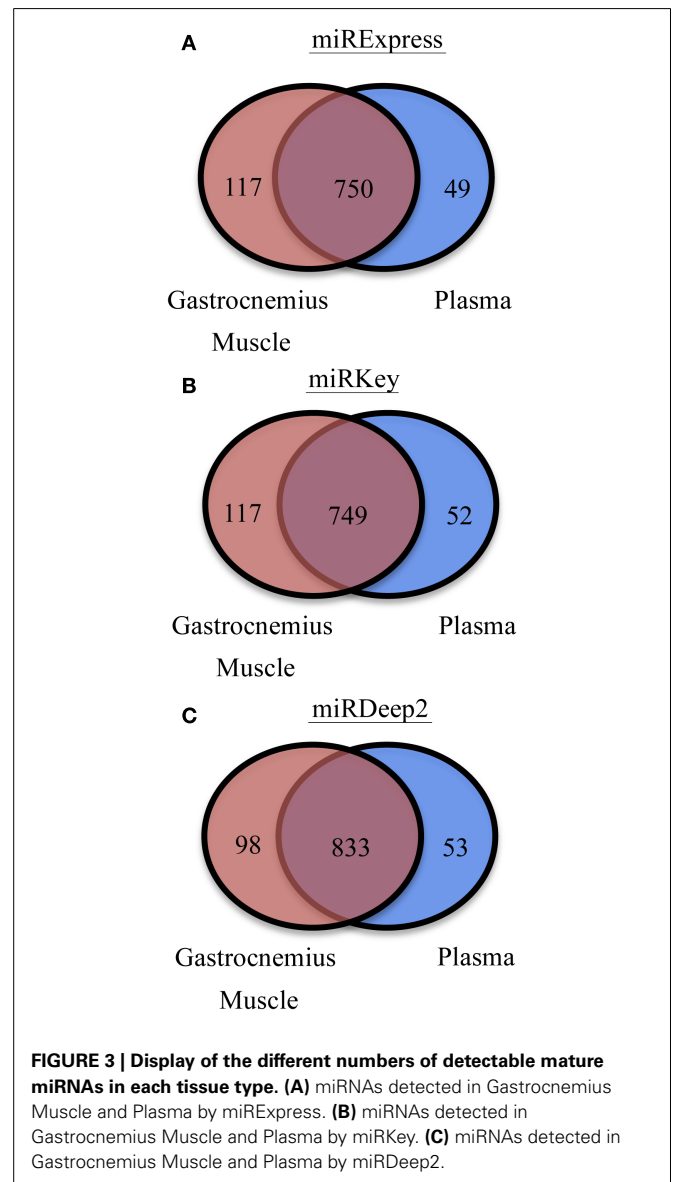 A
miRExpress
117
750
49
Gastrocnemius
Muscle
Plasma
B
miRKey
117
749
52
Gastrocnemius
Muscle
Plasma
C
miRDeep2
98
833
53
Gastrocnemius
Muscle
Plasma
FIGURE 3 | Display of the different numbers of detectable mature
miRNAs in each tissue type. (A) miRNAs detected in Gastrocnemius
Muscle and Plasma by miRExpress. (B) miRNAs detected in
Gastrocnemius Muscle and Plasma by miRKey. (C) miRNAs detected in
Gastrocnemius Muscle and Plasma by miRDeep2.